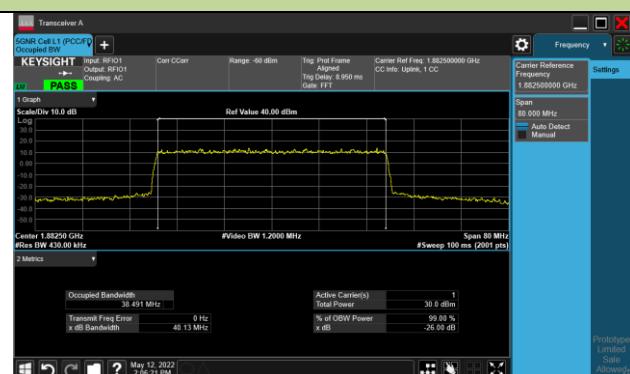 Transceiver A
5GNR Cell L1 (PCC/FD
Occupied BW
Frequency
KEYSIGHT
LU
PASS
Input: RFIO1
Output: RFIO1
Coupling: AC
Corr CCorr
Range: -60 dBm
Trig: Prot Frame
Aligned
Trig Delay: 8.950 ms
Gate: FFT
Carrier Ref Freq: 1.882500000 GHz
CC Info: Uplink, 1 CC
Carrier Reference
Frequency
1.882500000 GHz
Settings
Span
80.000 MHz
Auto Detect
Manual
1 Graph
Scale/Div 10.0 dB
Ref Value 40.00 dBm
Log
30.0
20.0
10.0
0.00
-10.0
-20.0
-30.0
-40.0
-50.0
Center 1.88250 GHz
#Video BW 1.2000 MHz
Span 80 MHz
#Res BW 430.00 kHz
#Sweep 100 ms (2001 pts)
2 Metrics
Occupied Bandwidth
38.491 MHz
Active Carrier(s) 1
Total Power 30.0 dBm
Transmit Freq Error 0 Hz
x dB Bandwidth 40.13 MHz
% of OBW Power 99.00 %
x dB -26.00 dB
Prototype
Limited
Sale
Allowed
?
May 12, 2022
2:06:21 PM